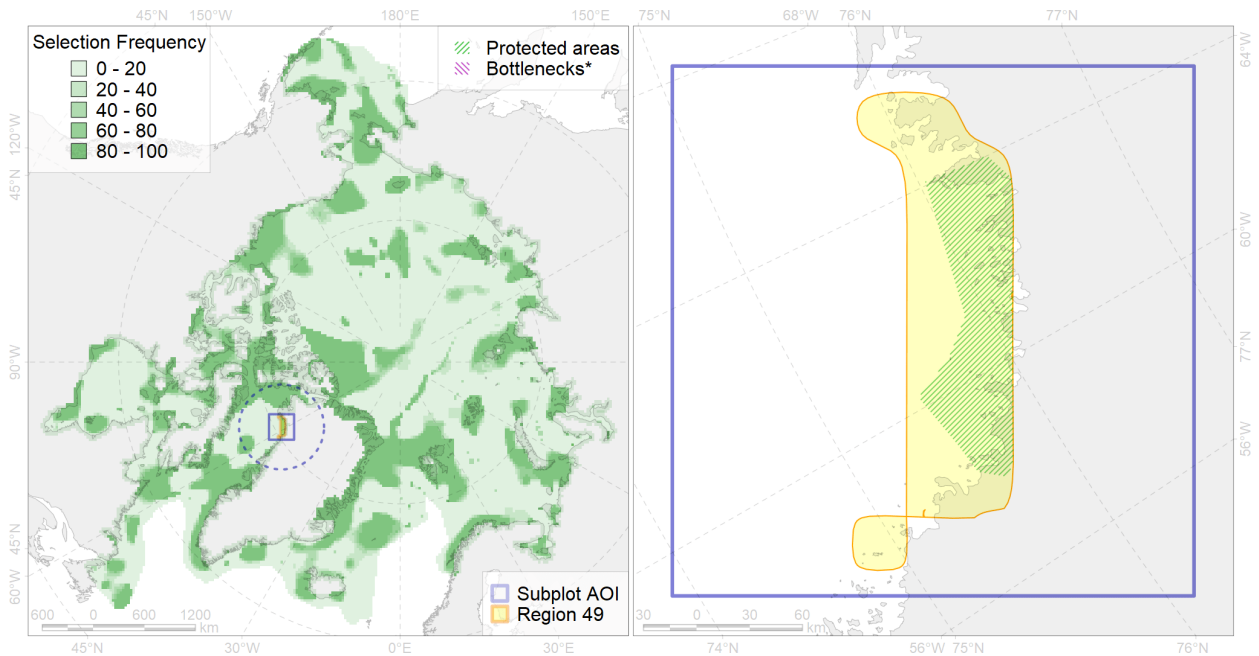 45°N 150°W 180°E 150°E 75°N 68°W 76°N 77°N
Selection Frequency
0 - 20
20 - 40
40 - 60
60 - 80
80 - 100
Protected areas
Bottlenecks*
120°W
45°N
90°W
45°N
60°W
64°W
60°W
77°N
56°W
Subplot AOI
Region 49
600 0 600 1200
km
30 0 30 60
km
45°N 30°W 0°E 30°E 74°N 56°W 75°N 76°N